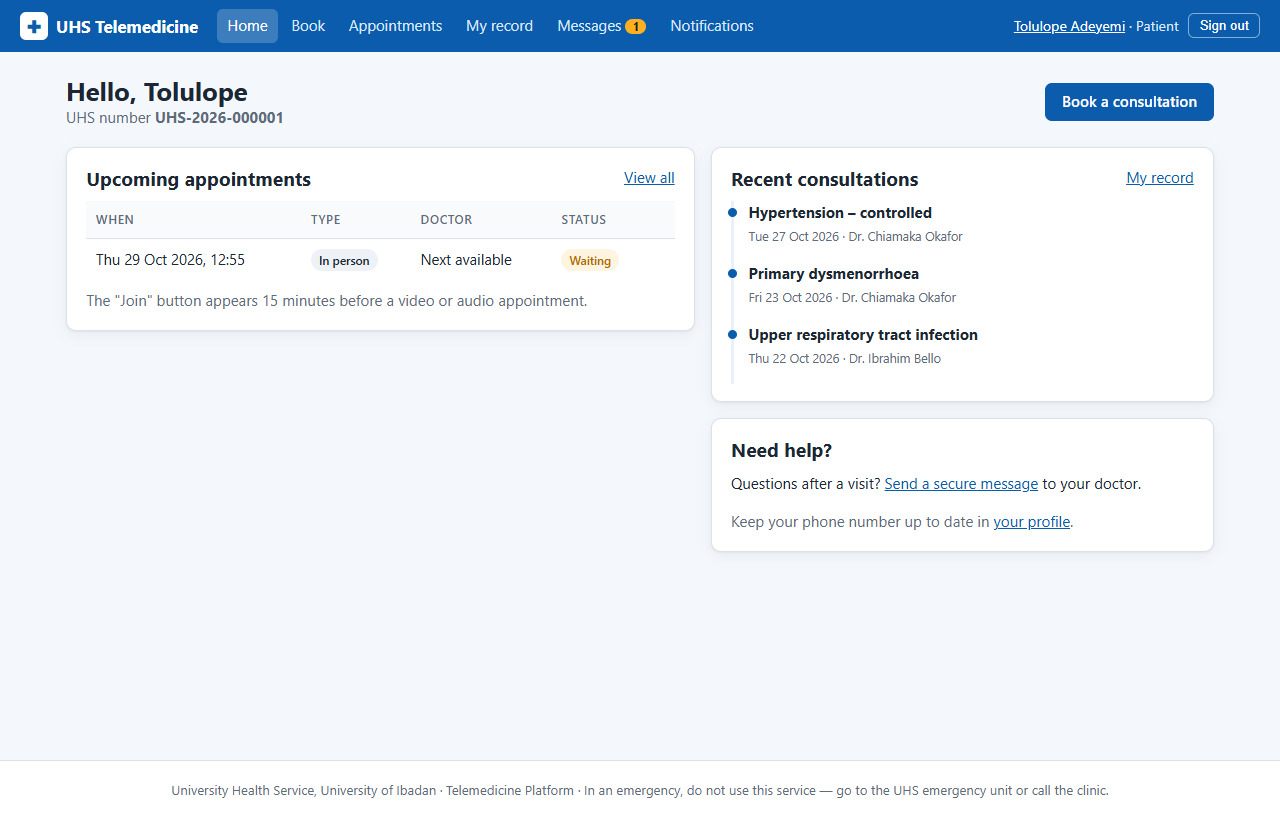 UHS Telemedicine Home Book Appointments My record Messages 1 Notifications Tolulope Adeyemi · Patient Sign out
Hello, Tolulope
UHS number UHS-2026-000001
Book a consultation
Upcoming appointments View all
WHEN TYPE DOCTOR STATUS
Thu 29 Oct 2026, 12:55 In person Next available Waiting
The "Join" button appears 15 minutes before a video or audio appointment.
Recent consultations My record
Hypertension – controlled
Tue 27 Oct 2026 · Dr. Chiamaka Okafor
Primary dysmenorrhoea
Fri 23 Oct 2026 · Dr. Chiamaka Okafor
Upper respiratory tract infection
Thu 22 Oct 2026 · Dr. Ibrahim Bello
Need help?
Questions after a visit? Send a secure message to your doctor.
Keep your phone number up to date in your profile.
University Health Service, University of Ibadan · Telemedicine Platform · In an emergency, do not use this service — go to the UHS emergency unit or call the clinic.